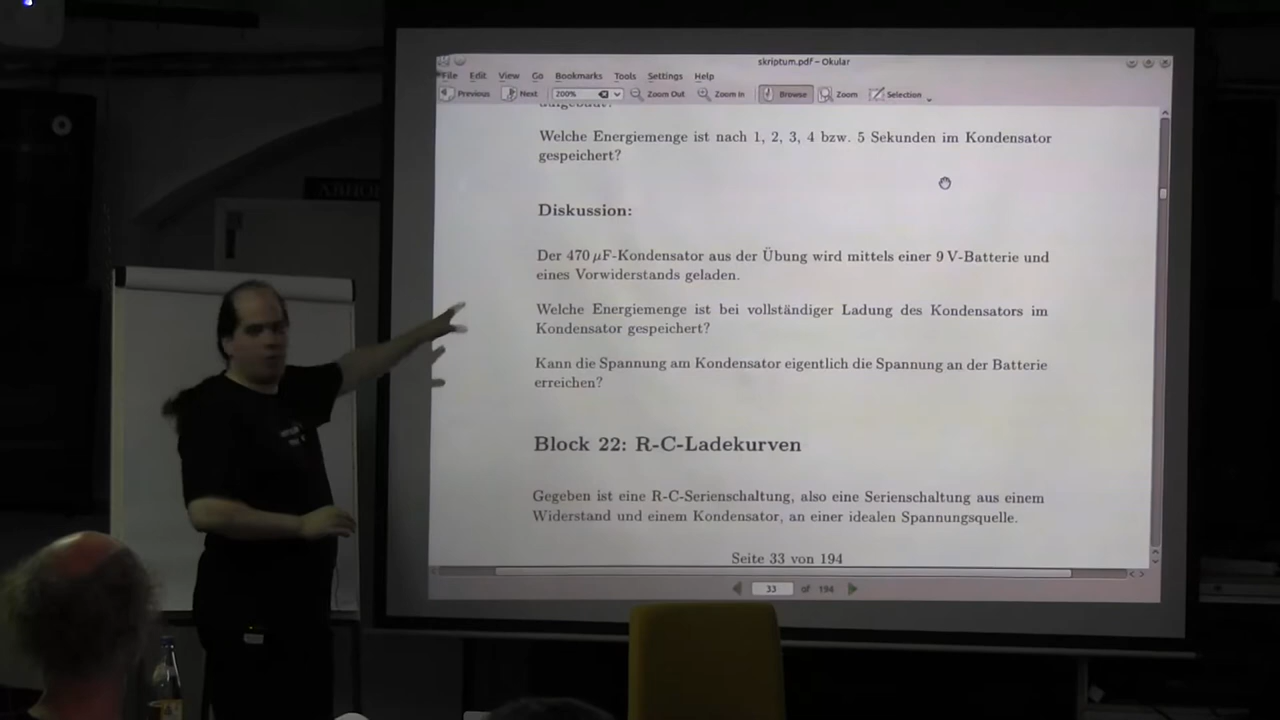 skriptum.pdf – Okular
File Edit View Go Bookmarks Tools Settings Help
Previous Next 200% Zoom Out Zoom In Browse Zoom Selection
aufgebaut?
Welche Energiemenge ist nach 1, 2, 3, 4 bzw. 5 Sekunden im Kondensator
gespeichert?
Diskussion:
Der 470 μF-Kondensator aus der Übung wird mittels einer 9 V-Batterie und
eines Vorwiderstands geladen.
Welche Energiemenge ist bei vollständiger Ladung des Kondensators im
Kondensator gespeichert?
Kann die Spannung am Kondensator eigentlich die Spannung an der Batterie
erreichen?
Block 22: R-C-Ladekurven
Gegeben ist eine R-C-Serienschaltung, also eine Serienschaltung aus einem
Widerstand und einem Kondensator, an einer idealen Spannungsquelle.
Seite 33 von 194
33 of 194